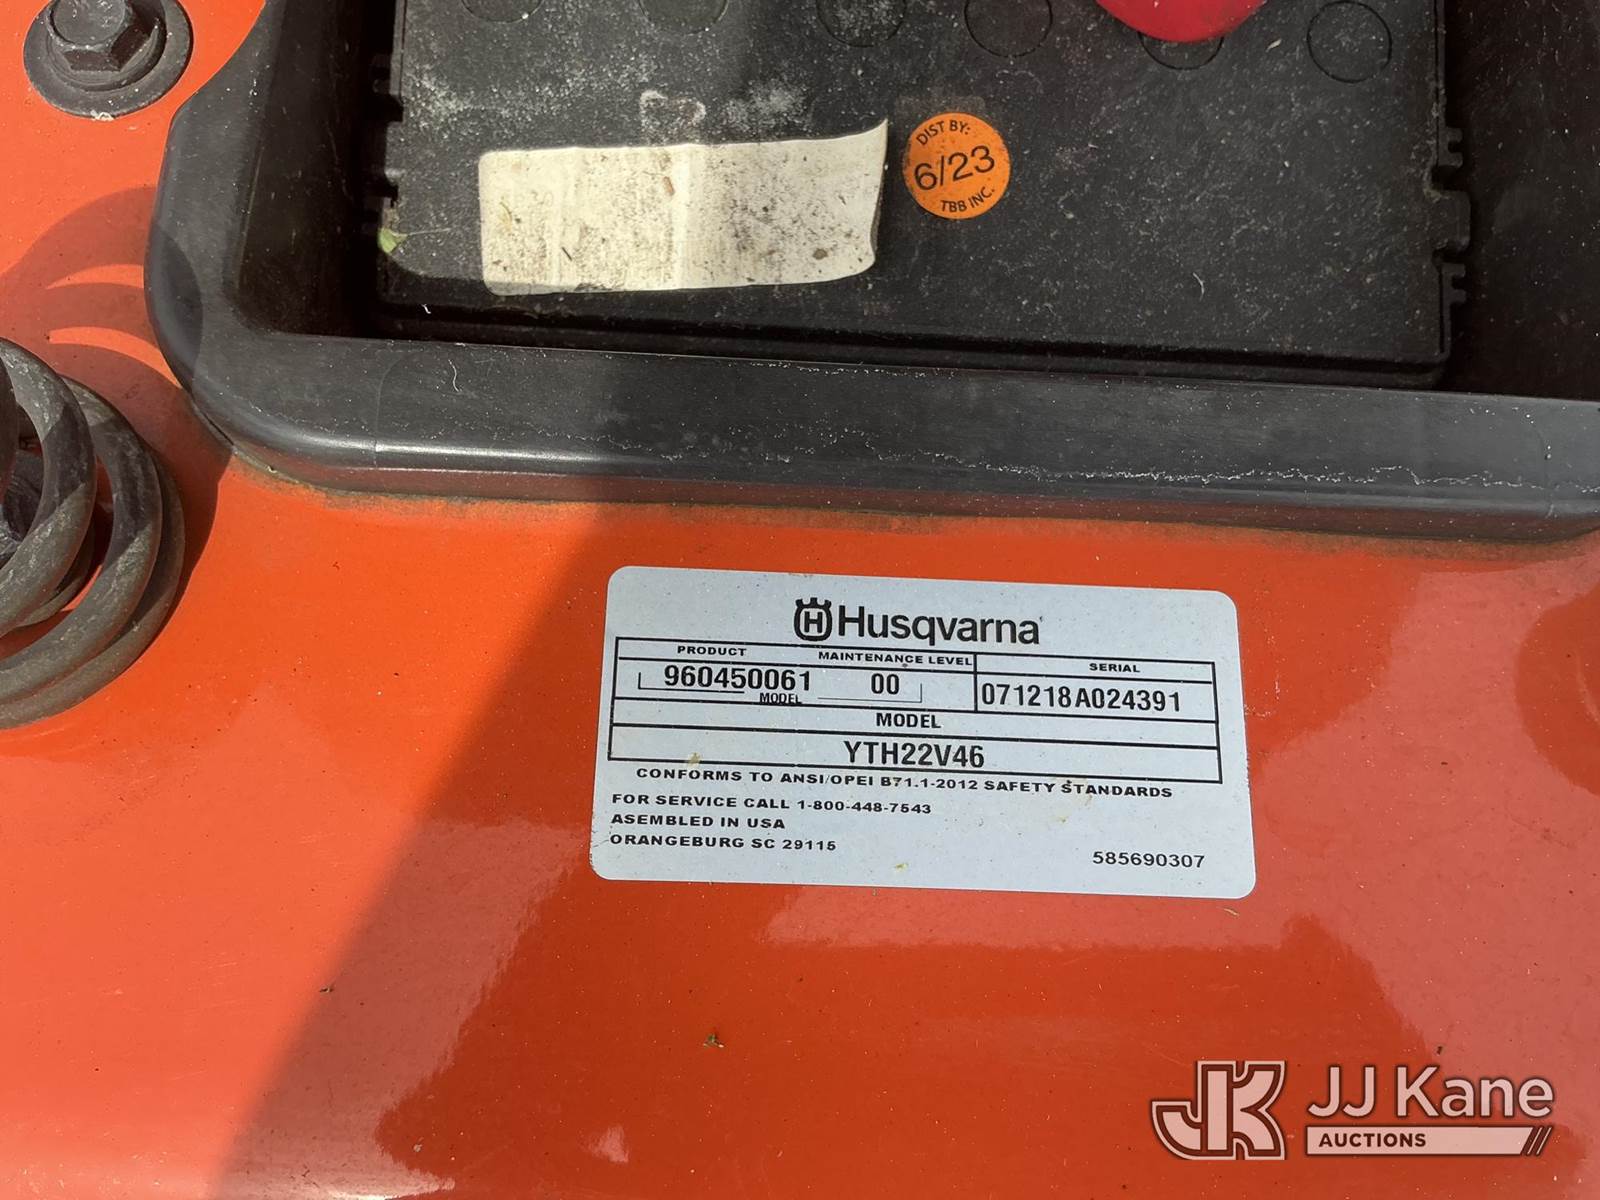 DIST BY:
6/23
TBB INC.
Husqvarna
PRODUCT MAINTENANCE LEVEL SERIAL
960450061 00 071218A024391
MODEL
MODEL
YTH22V46
CONFORMS TO ANSI/OPEI B71.1-2012 SAFETY STANDARDS
FOR SERVICE CALL 1-800-448-7543
ASEMBLED IN USA
ORANGEBURG SC 29115
585690307
JK JJ Kane
AUCTIONS